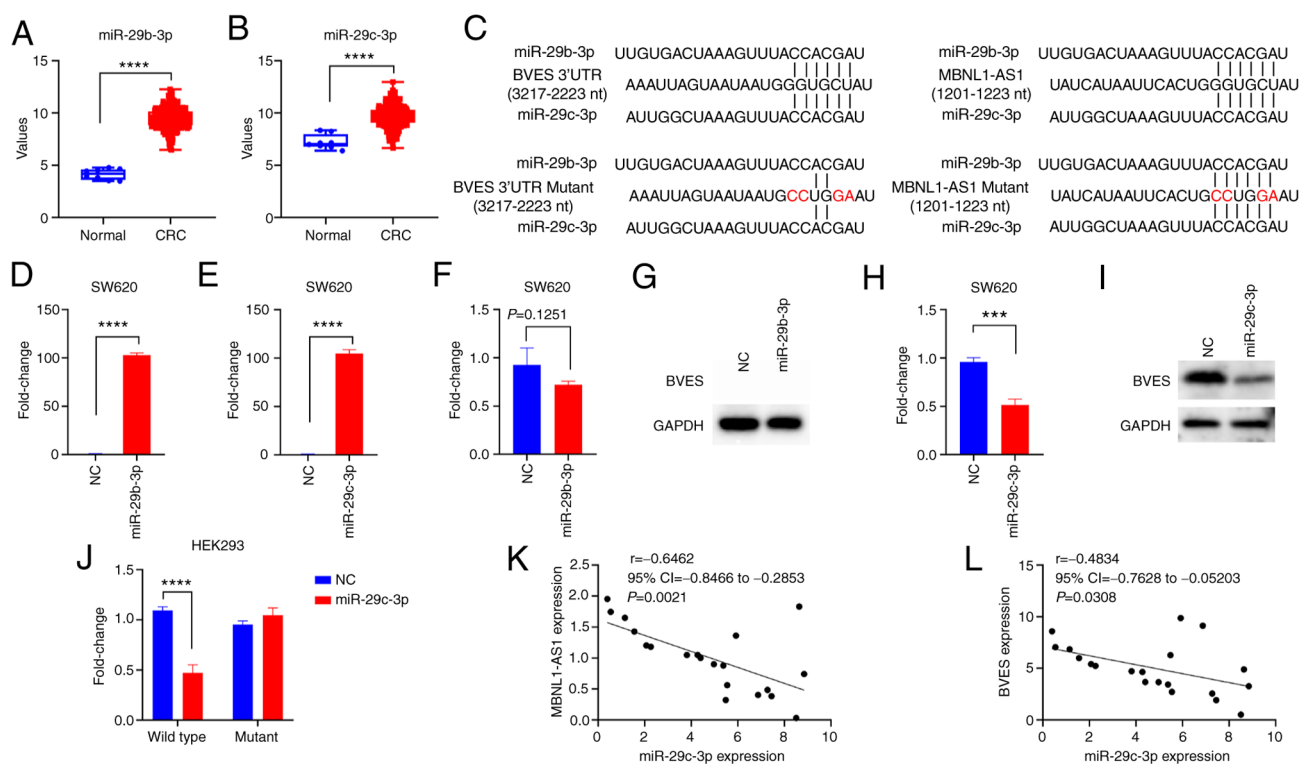 A
miR-29b-3p
****
Values
15
10
5
0
Normal
CRC
B
miR-29c-3p
****
Values
15
10
5
0
Normal
CRC
C
miR-29b-3p
UUGUGACUAAAGUUUACCACGAU
BVES 3'UTR
(3217-2223 nt)
AAAUUAGUAAUAAUGGGUGCUAU
miR-29c-3p
AUUGGCUAAAGUUUACCACGAU
miR-29b-3p
UUGUGACUAAAGUUUACCACGAU
MBNL1-AS1
(1201-1223 nt)
UAUCAUAAUUCACUGGGUGCUAU
miR-29c-3p
AUUGGCUAAAGUUUACCACGAU
miR-29b-3p
UUGUGACUAAAGUUUACCACGAU
BVES 3'UTR Mutant
(3217-2223 nt)
AAAUUAGUAAUAAUGCCUGGAAU
miR-29c-3p
AUUGGCUAAAGUUUACCACGAU
miR-29b-3p
UUGUGACUAAAGUUUACCACGAU
MBNL1-AS1 Mutant
(1201-1223 nt)
UAUCAUAAUUCACUGCCUGGAAU
miR-29c-3p
AUUGGCUAAAGUUUACCACGAU
D
SW620
****
Fold-change
150
100
50
0
NC
miR-29b-3p
E
SW620
****
Fold-change
150
100
50
0
NC
miR-29c-3p
F
SW620
P=0.1251
Fold-change
1.5
1.0
0.5
0.0
NC
miR-29b-3p
G
NC
miR-29b-3p
BVES
GAPDH
H
SW620
***
Fold-change
1.5
1.0
0.5
0.0
NC
miR-29c-3p
I
NC
miR-29c-3p
BVES
GAPDH
J
HEK293
****
Fold-change
1.5
1.0
0.5
0.0
Wild type
Mutant
NC
miR-29c-3p
K
r=−0.6462
95% CI=−0.8466 to −0.2853
P=0.0021
MBNL1-AS1 expression
2.5
2.0
1.5
1.0
0.5
0.0
0 2 4 6 8 10
miR-29c-3p expression
L
r=−0.4834
95% CI=−0.7628 to −0.05203
P=0.0308
BVES expression
15
10
5
0
0 2 4 6 8 10
miR-29c-3p expression